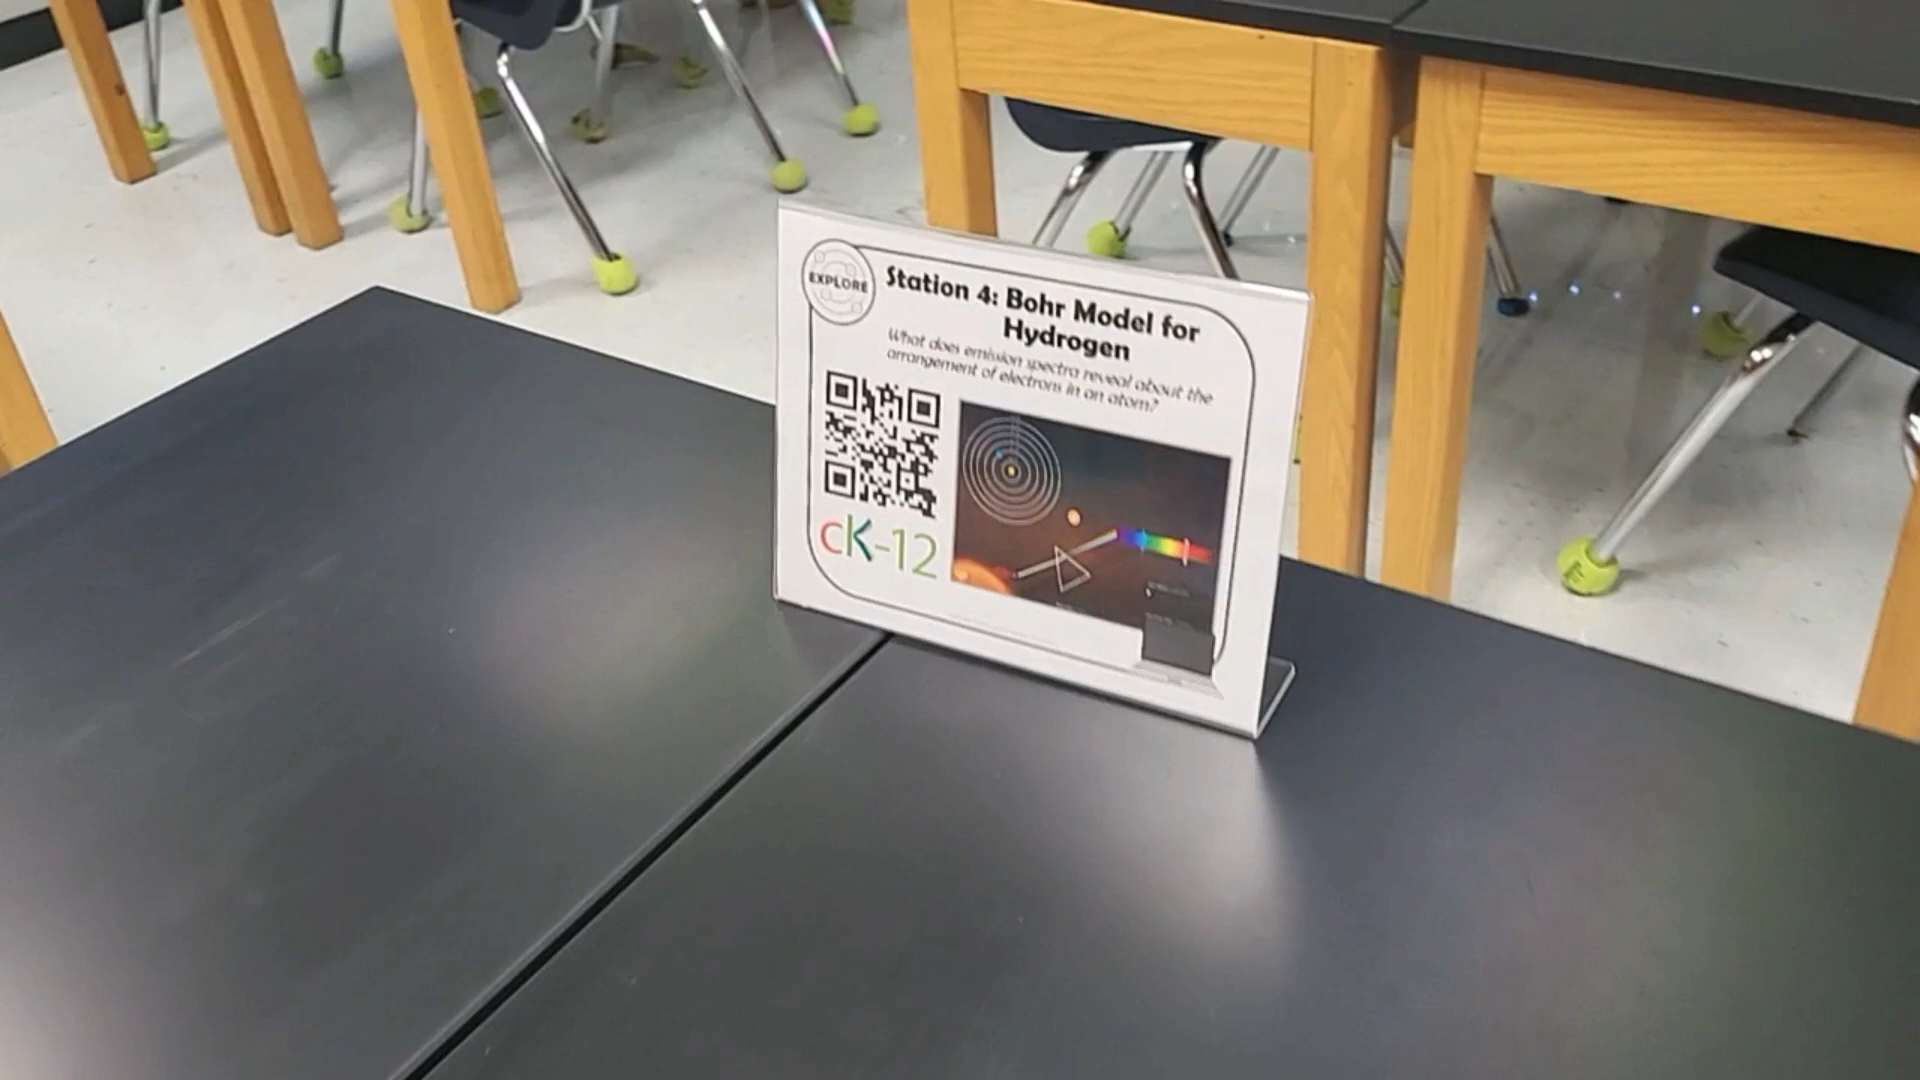 EXPLORE
Station 4: Bohr Model for
Hydrogen
What does emission spectra reveal about the
arrangement of electrons in an atom?
cK-12